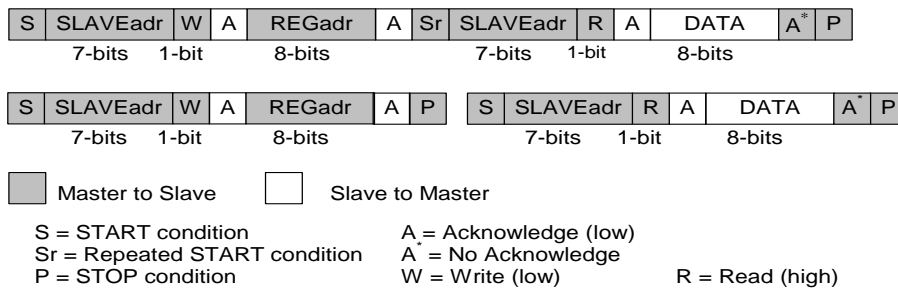 S SLAVEadr W A REGadr A Sr SLAVEadr R A DATA A* P
7-bits 1-bit 8-bits 7-bits 1-bit 8-bits
S SLAVEadr W A REGadr A P S SLAVEadr R A DATA A* P
7-bits 1-bit 8-bits 7-bits 1-bit 8-bits
Master to Slave Slave to Master
S = START condition A = Acknowledge (low)
Sr = Repeated START condition A* = No Acknowledge
P = STOP condition W = Write (low) R = Read (high)